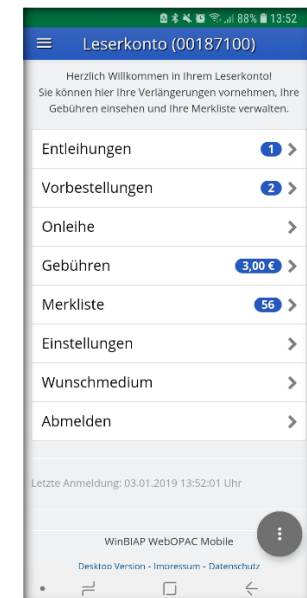 88% 13:52
Leserkonto (00187100)
Herzlich Willkommen in Ihrem Leserkonto!
Sie können hier Ihre Verlängerungen vornehmen, Ihre
Gebühren einsehen und Ihre Merkliste verwalten.
Entleihungen 1
Vorbestellungen 2
Onleihe
Gebühren 3,00 €
Merkliste 56
Einstellungen
Wunschmedium
Abmelden
Letzte Anmeldung: 03.01.2019 13:52:01 Uhr
WinBIAP WebOPAC Mobile
Desktop Version - Impressum - Datenschutz